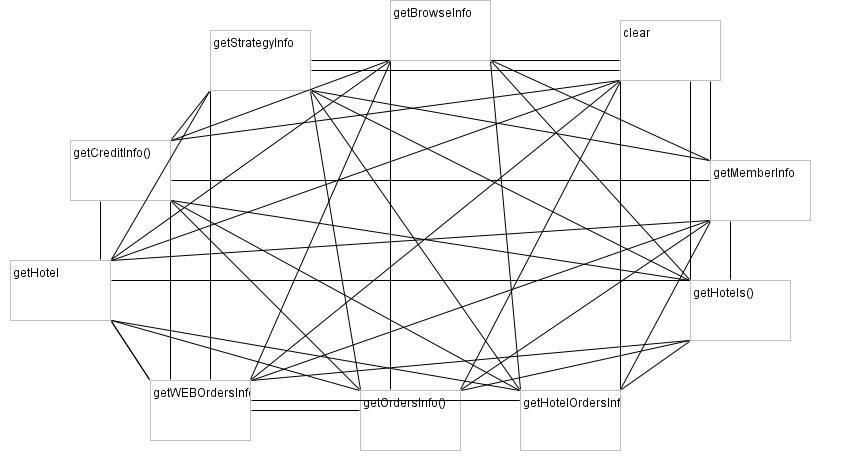 getBrowseInfo
getStrategyInfo
clear
getCreditInfo()
getMemberInfo
getHotel
getHotels()
getWEBOrdersInf
getOrdersInfo()
getHotelOrdersInf